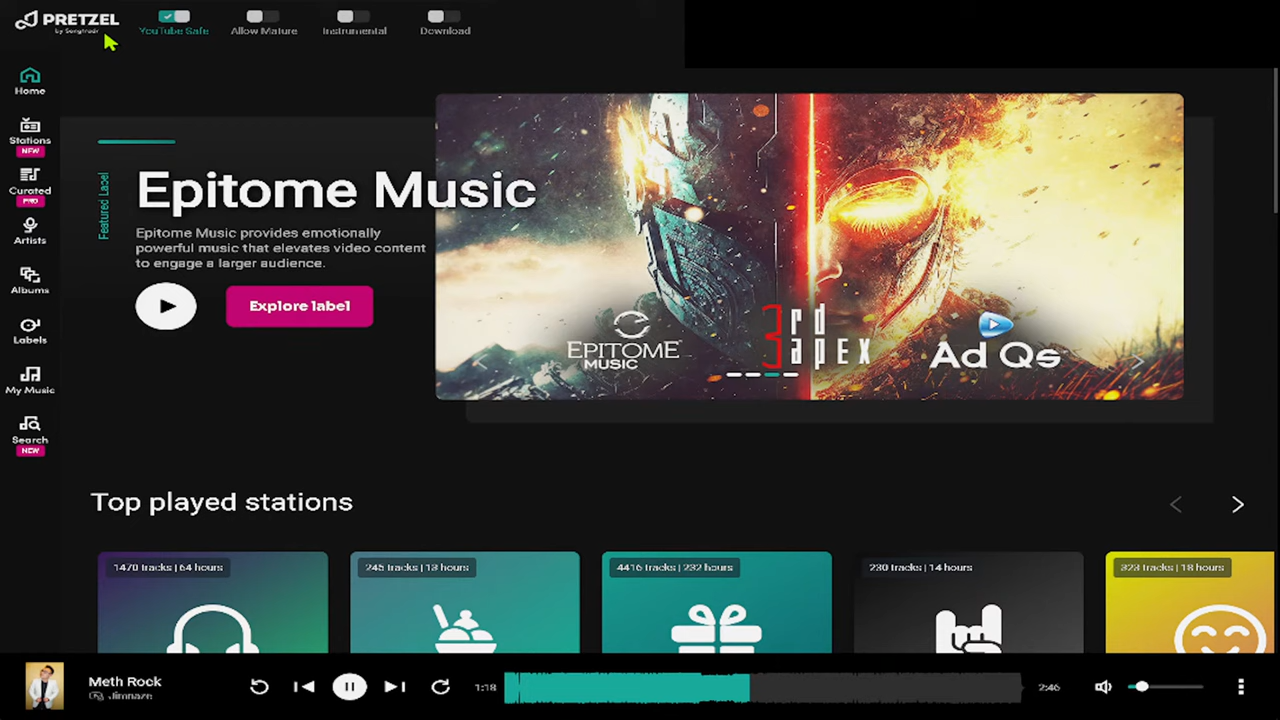 PRETZEL
by Songtradr
YouTube Safe
Allow Mature
Instrumental
Download
Home
Stations
NEW
Curated
PRO
Artists
Albums
Labels
My Music
Search
NEW
Featured Label
Epitome Music
Epitome Music provides emotionally
powerful music that elevates video content
to engage a larger audience.
Explore label
EPITOME
MUSIC
3rd
apex
Ad Qs
Top played stations
1470 tracks | 64 hours
245 tracks | 13 hours
4416 tracks | 232 hours
230 tracks | 14 hours
323 tracks | 18 hours
Meth Rock
Jimnaze
1:18
2:46